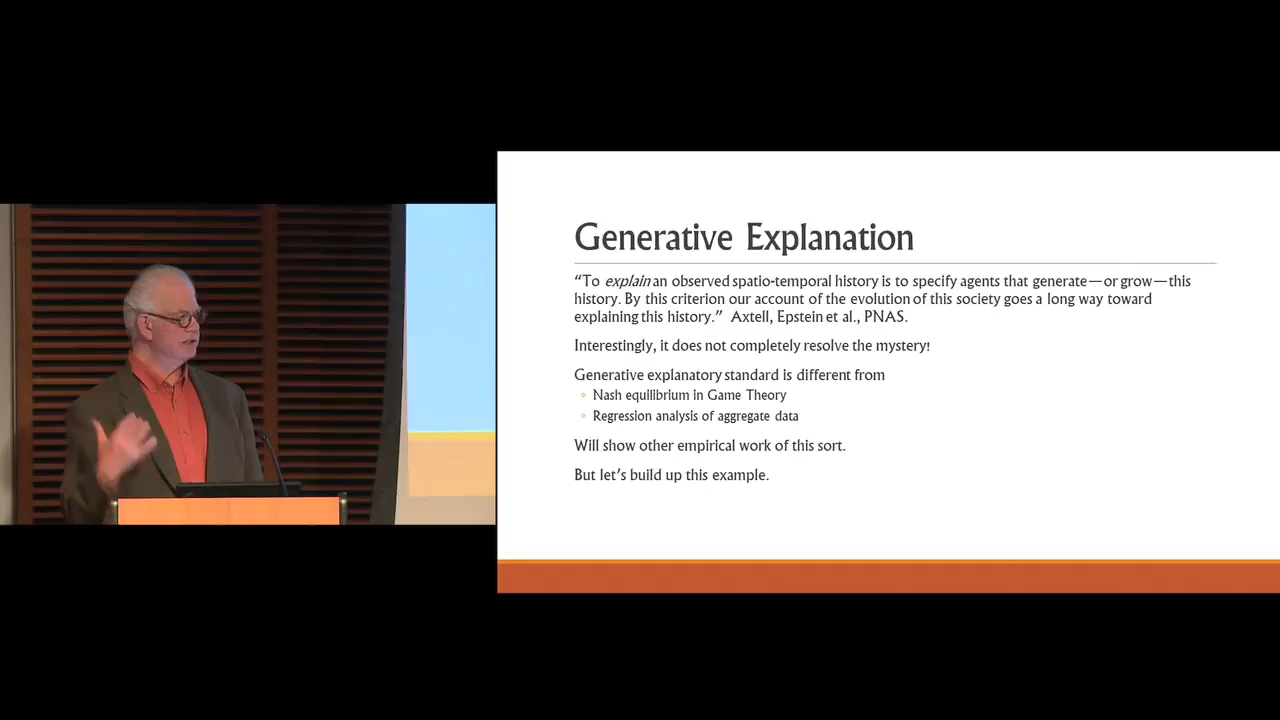 Generative Explanation
“To explain an observed spatio-temporal history is to specify agents that generate—or grow—this
history. By this criterion our account of the evolution of this society goes a long way toward
explaining this history.” Axtell, Epstein et al., PNAS.
Interestingly, it does not completely resolve the mystery!
Generative explanatory standard is different from
◦ Nash equilibrium in Game Theory
◦ Regression analysis of aggregate data
Will show other empirical work of this sort.
But let’s build up this example.